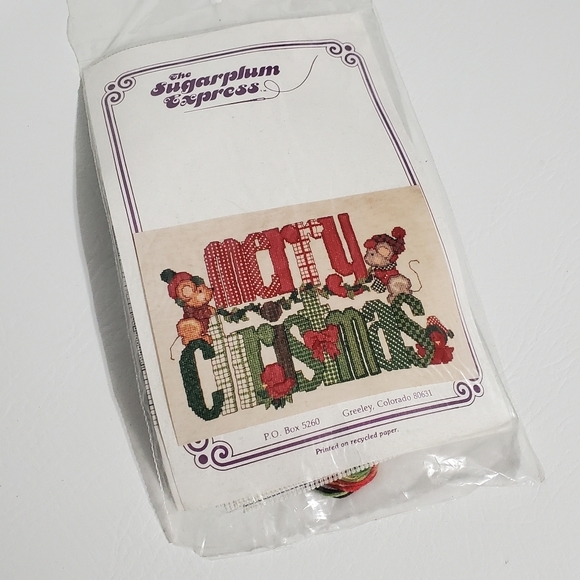 The
Sugarplum
Express
merry
christmas
P.O. Box 5260 Greeley, Colorado 80631
Printed on recycled paper.